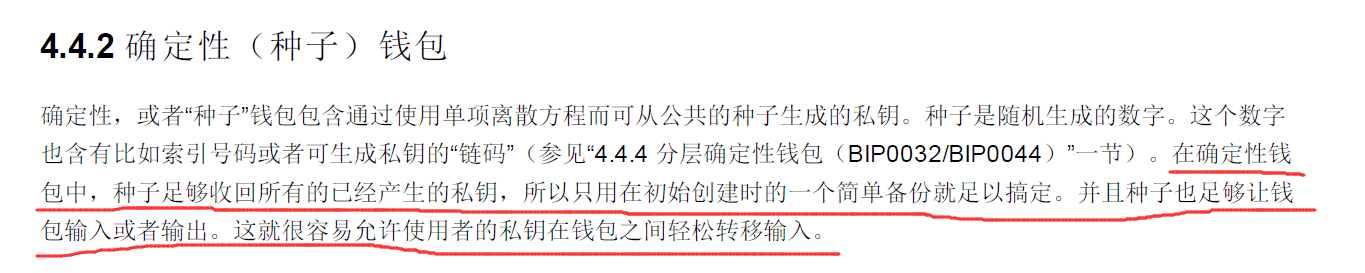 4.4.2 确定性（种子）钱包
确定性，或者“种子”钱包包含通过使用单项离散方程而可从公共的种子生成的私钥。种子是随机生成的数字。这个数字
也含有比如索引号码或者可生成私钥的“链码”（参见“4.4.4 分层确定性钱包（BIP0032/BIP0044）”一节）。在确定性钱
包中，种子足够收回所有的已经产生的私钥，所以只用在初始创建时的一个简单备份就足以搞定。并且种子也足够让钱
包输入或者输出。这就很容易允许使用者的私钥在钱包之间轻松转移输入。